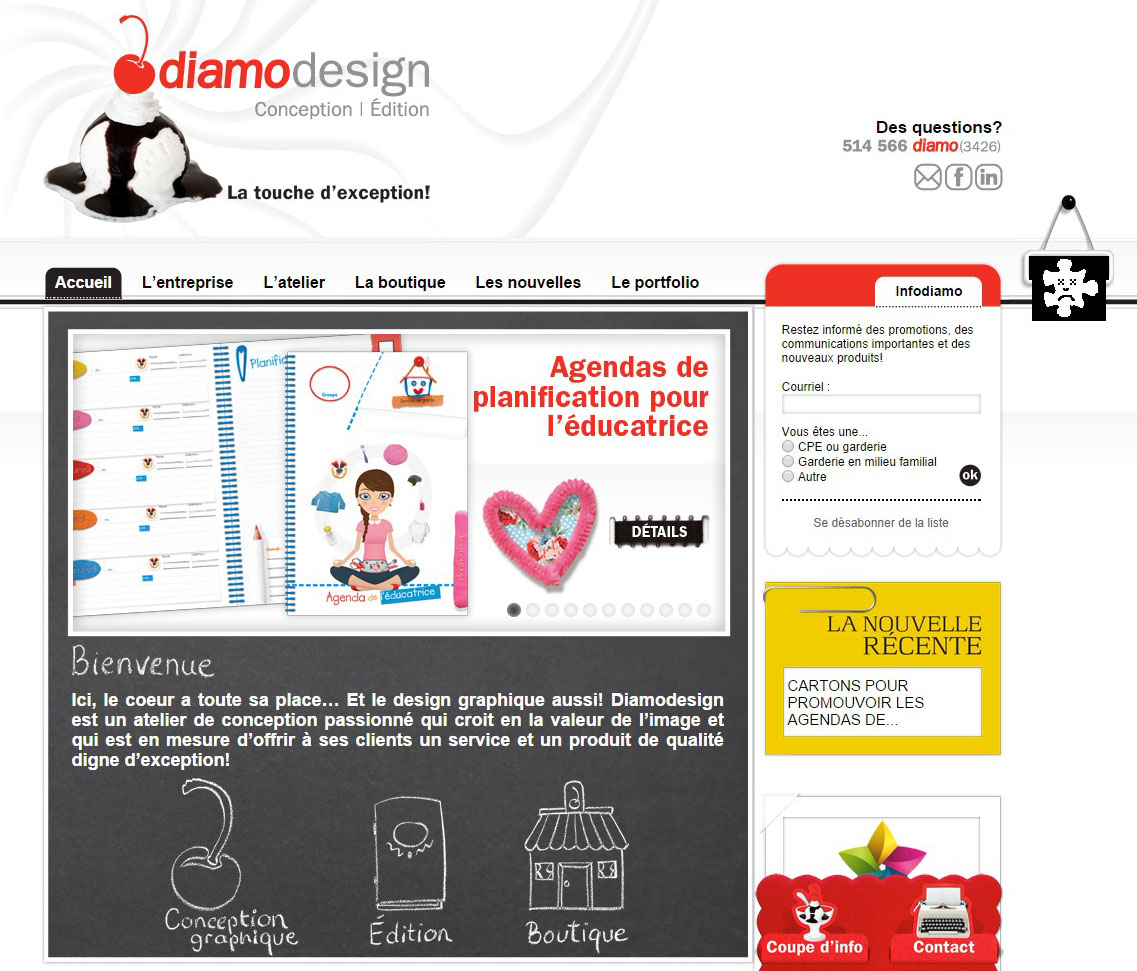 diamodesign
Conception | Édition
La touche d'exception!
Des questions?
514 566 diamo(3426)
Accueil
L'entreprise
L'atelier
La boutique
Les nouvelles
Le portfolio
Infodiamo
Restez informé des promotions, des
communications importantes et des
nouveaux produits!
Courriel :
Vous êtes une...
CPE ou garderie
Garderie en milieu familial
Autre
ok
Se désabonner de la liste
Agendas de
planification pour
l'éducatrice
DÉTAILS
Planific
Groupe
Agenda de l'éducatrice
Bienvenue
Ici, le coeur a toute sa place… Et le design graphique aussi! Diamodesign
est un atelier de conception passionné qui croit en la valeur de l'image et
qui est en mesure d'offrir à ses clients un service et un produit de qualité
digne d'exception!
Conception
graphique
Édition
Boutique
LA NOUVELLE
RÉCENTE
CARTONS POUR
PROMOUVOIR LES
AGENDAS DE...
Coupe d'info
Contact